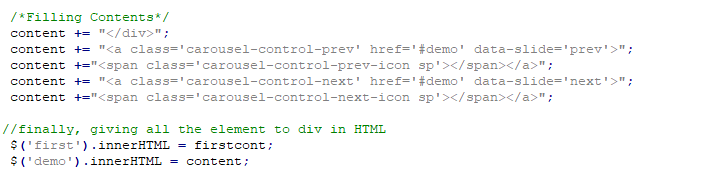 /*Filling Contents*/
content += "</div>";
content += "<a class='carousel-control-prev' href='#demo' data-slide='prev'>";
content +="<span class='carousel-control-prev-icon sp'></span></a>";
content += "<a class='carousel-control-next' href='#demo' data-slide='next'>";
content +="<span class='carousel-control-next-icon sp'></span></a>";
//finally, giving all the element to div in HTML
$('first').innerHTML = firstcont;
$('demo').innerHTML = content;